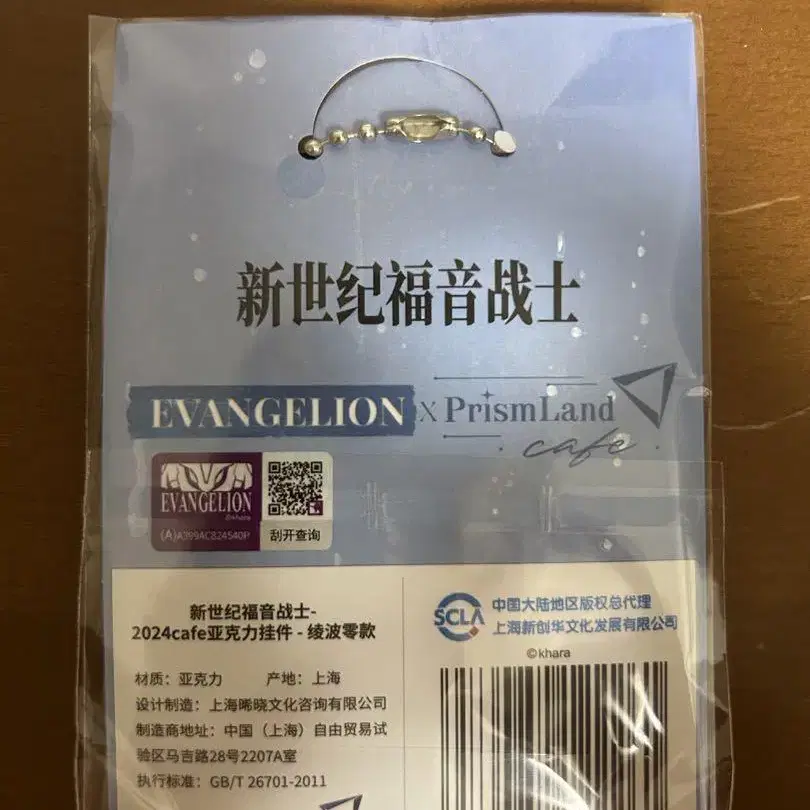 新世纪福音战士
EVANGELION X PrismLand
cafe
EVANGELION
©khara
(A)A399AC824540P
刮开查询
新世纪福音战士-
2024cafe亚克力挂件 - 绫波零款
材质：亚克力 产地：上海
设计制造：上海晞晓文化咨询有限公司
制造商地址：中国（上海）自由贸易试
验区马吉路28号2207A室
执行标准：GB/T 26701-2011
SCLA
中国大陆地区版权总代理
上海新创华文化发展有限公司
©khara